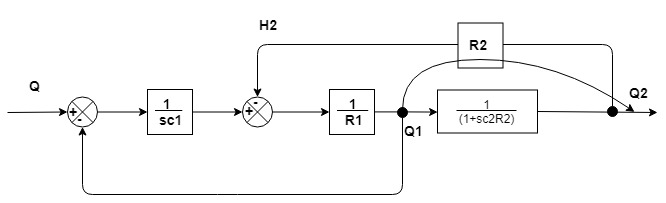 H2
R2
Q
+
-
1
sc1
-
+
1
R1
Q1
1
(1+sc2R2)
Q2